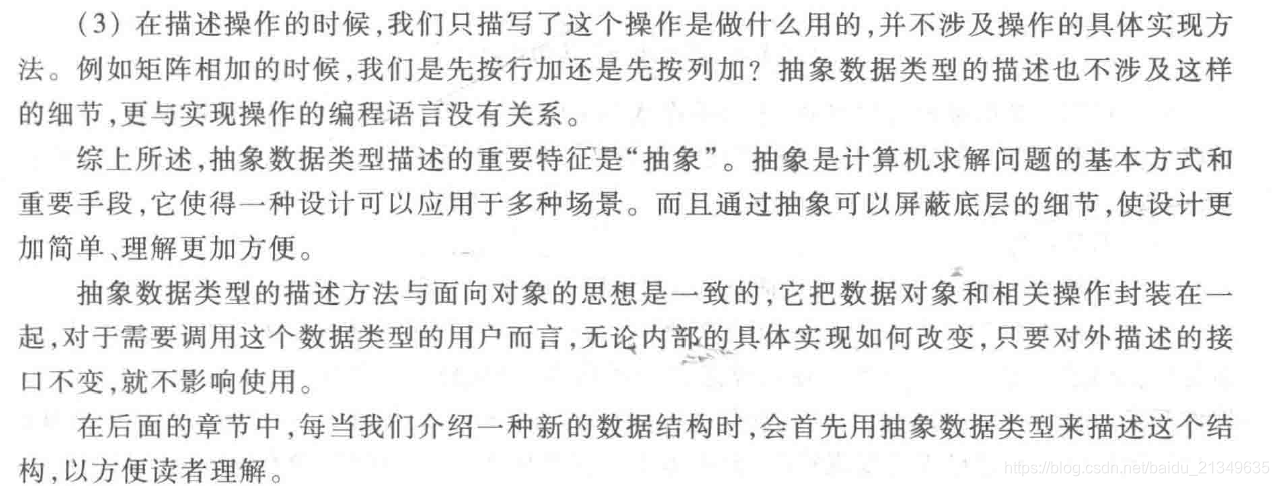 (3) 在描述操作的时候,我们只描写了这个操作是做什么用的,并不涉及操作的具体实现方
法。例如矩阵相加的时候,我们是先按行加还是先按列加? 抽象数据类型的描述也不涉及这样
的细节,更与实现操作的编程语言没有关系。
综上所述,抽象数据类型描述的重要特征是“抽象”。抽象是计算机求解问题的基本方式和
重要手段,它使得一种设计可以应用于多种场景。而且通过抽象可以屏蔽底层的细节,使设计更
加简单、理解更加方便。
抽象数据类型的描述方法与面向对象的思想是一致的,它把数据对象和相关操作封装在一
起,对于需要调用这个数据类型的用户而言,无论内部的具体实现如何改变,只要对外描述的接
口不变,就不影响使用。
在后面的章节中,每当我们介绍一种新的数据结构时,会首先用抽象数据类型来描述这个结
构,以方便读者理解。
https://blog.csdn.net/baidu_21349635